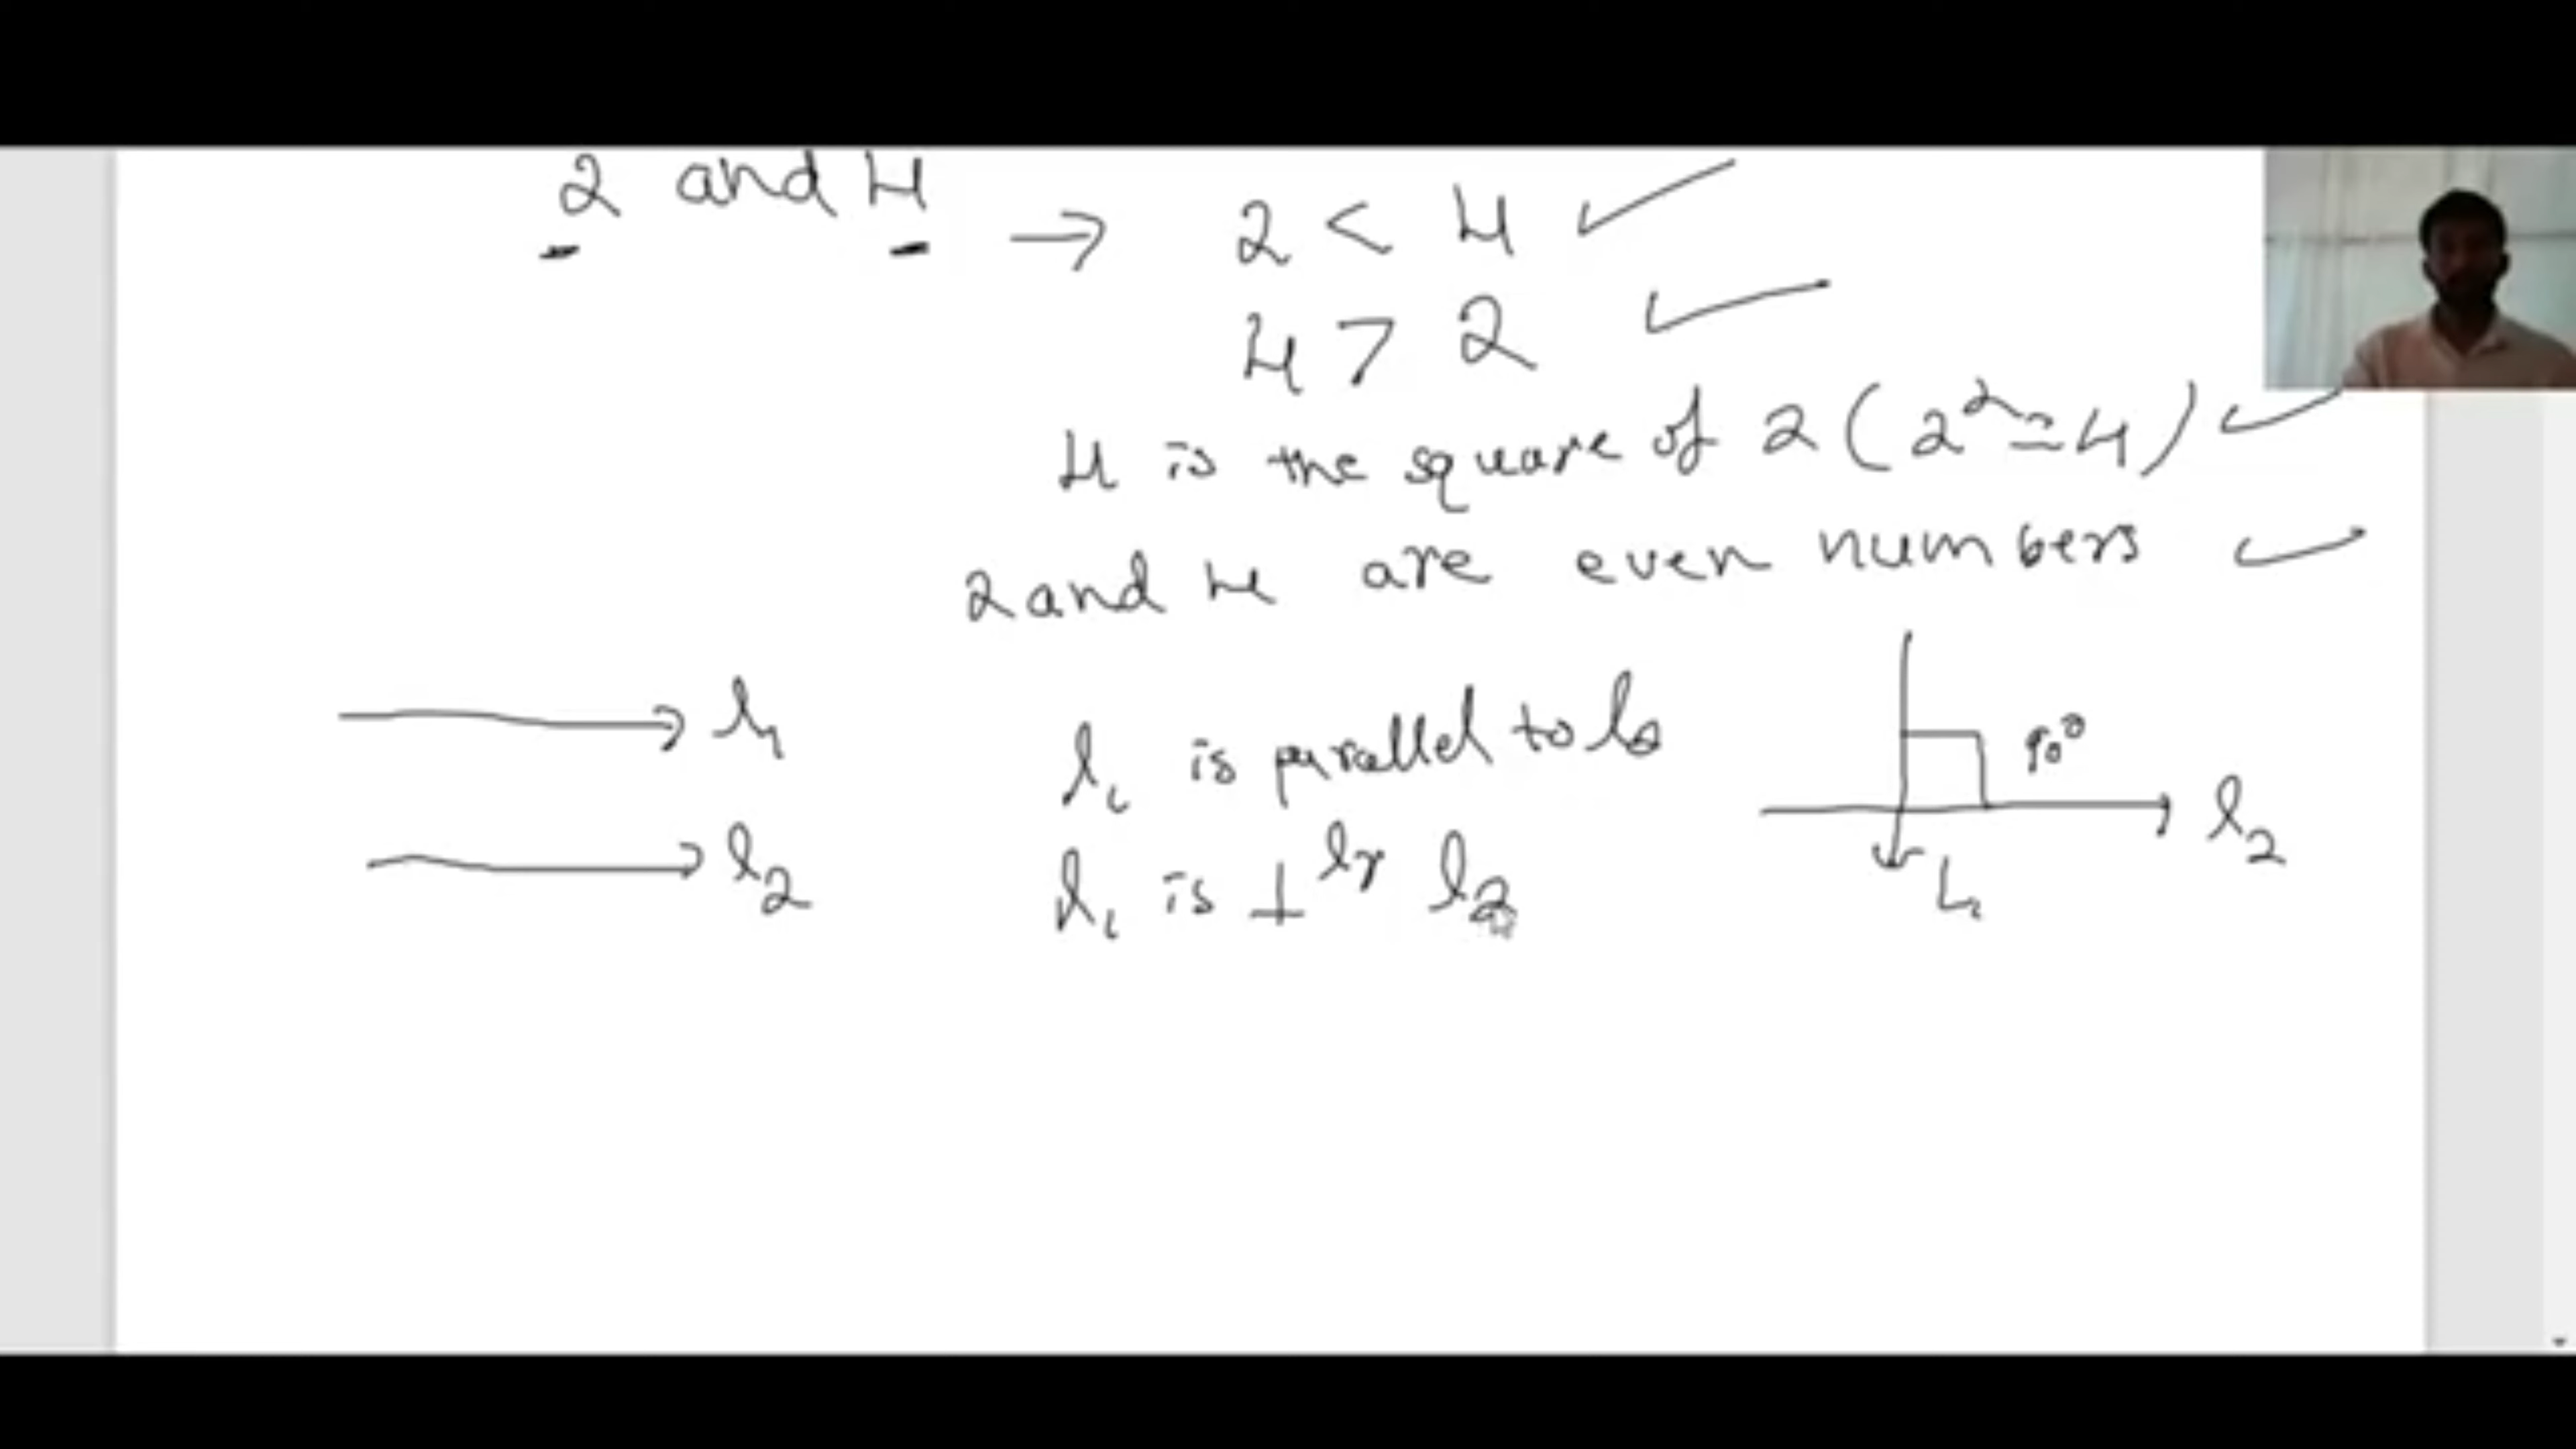 2 and 4 → 2 < 4
4 > 2
4 is the square of 2 (2² = 4)
2 and 4 are even numbers
l₁
l₁ is parallel to l₂
90°
l₂
l₂
l₁ is ⊥lr l₂
L₁